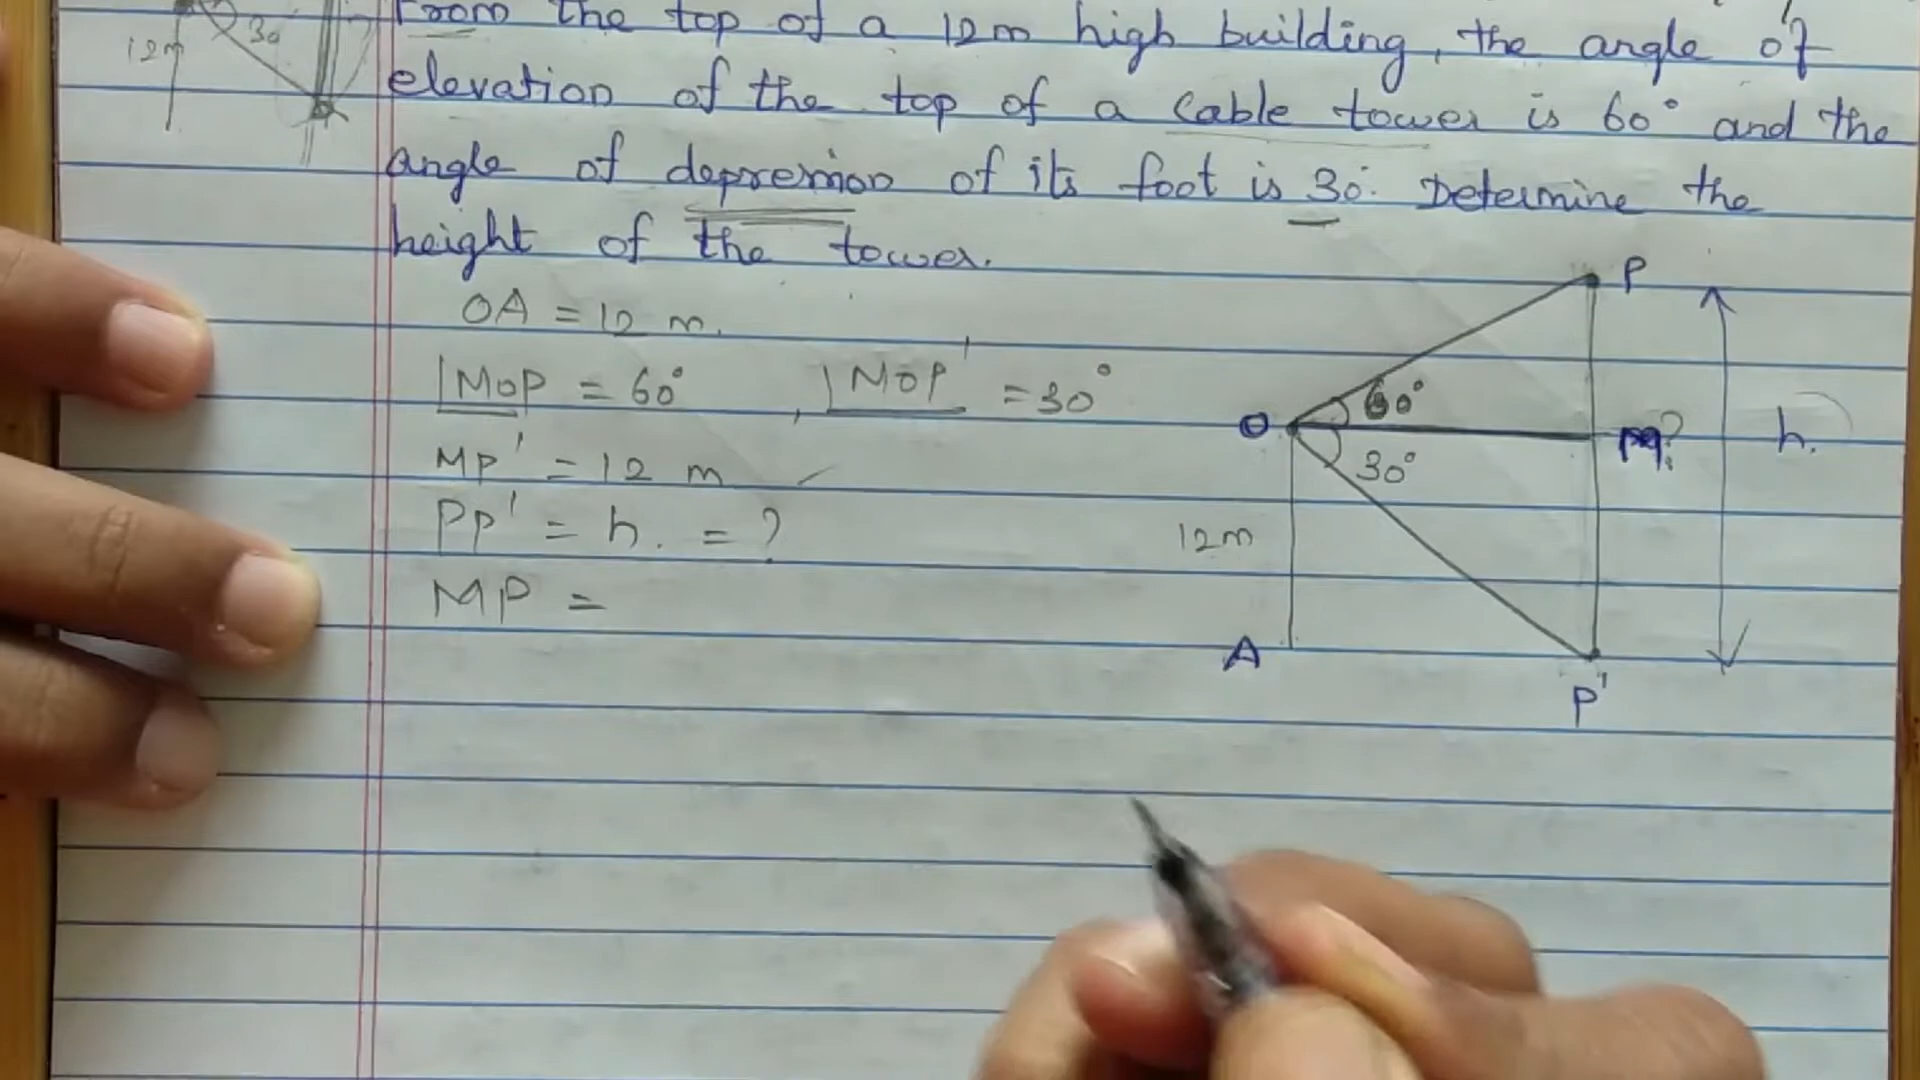 From the top of a 12m high building, the angle of
elevation of the top of a cable tower is 60° and the
angle of depression of its foot is 30°. Determine the
height of the tower.
OA = 12 m.
∠MOP = 60°, ∠MOP' = 30°
MP' = 12 m
PP' = h. = ?
MP =
12m
30
P
60°
O
M?
h.
30°
12m
A
P'